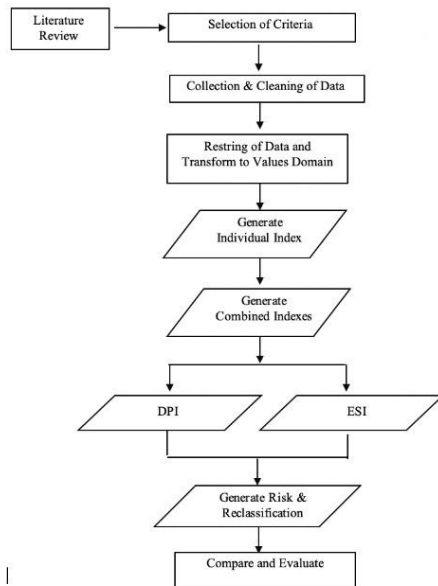 Literature
Review
Selection of Criteria
Collection & Cleaning of Data
Restring of Data and
Transform to Values Domain
Generate
Individual Index
Generate
Combined Indexes
DPI
ESI
Generate Risk &
Reclassification
Compare and Evaluate